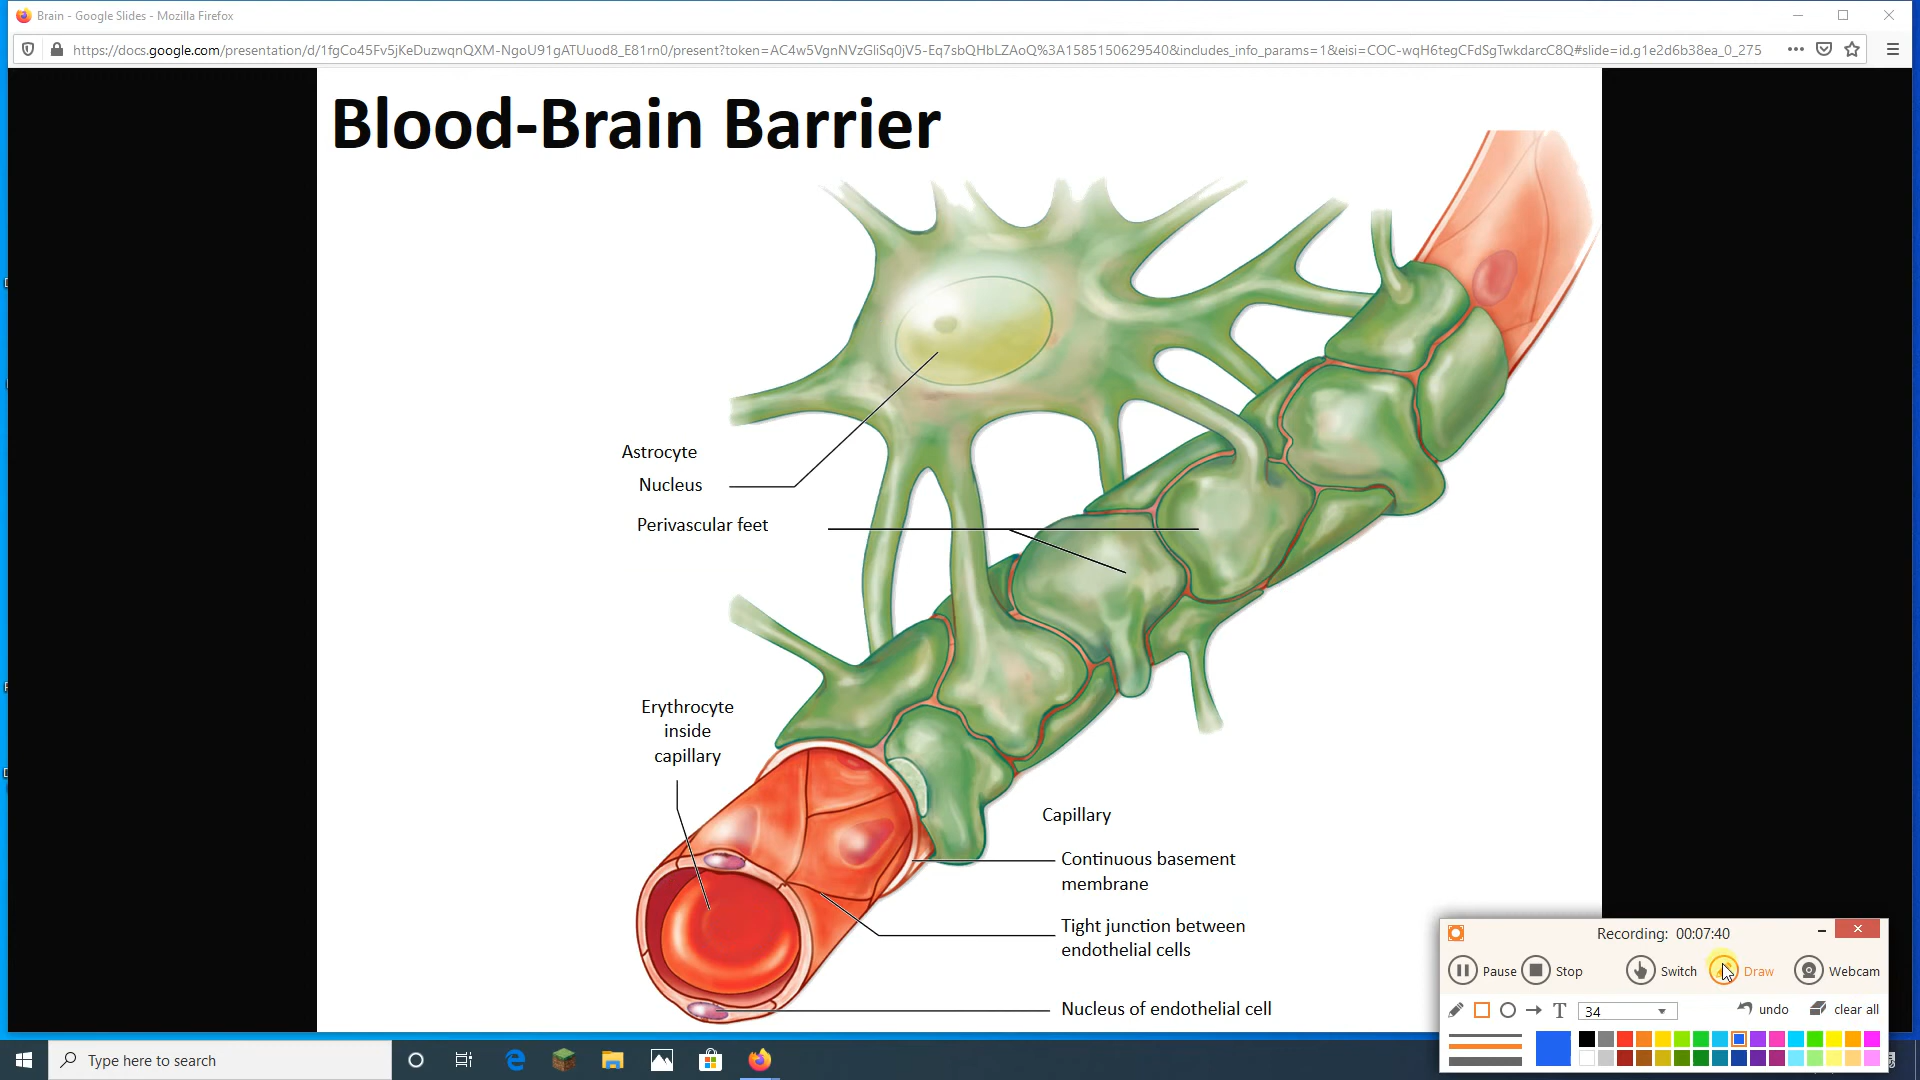 Brain - Google Slides - Mozilla Firefox
https://docs.google.com/presentation/d/1fgCo45Fv5jKeDuzwqnQXM-NgoU91gATUuod8_E81rn0/present?token=AC4w5VgnNVzGliSq0jV5-Eq7sbQHbLZAoQ%3A1585150629540&includes_info_params=1&eisi=COC-wqH6tegCFdSgTwkdarcC8Q#slide=id.g1e2d6b38ea_0_275
Blood-Brain Barrier
Astrocyte
Nucleus
Perivascular feet
Erythrocyte
inside
capillary
Capillary
Continuous basement
membrane
Tight junction between
endothelial cells
Nucleus of endothelial cell
Recording: 00:07:40
Pause Stop Switch Draw Webcam
T 34 undo clear all
Type here to search